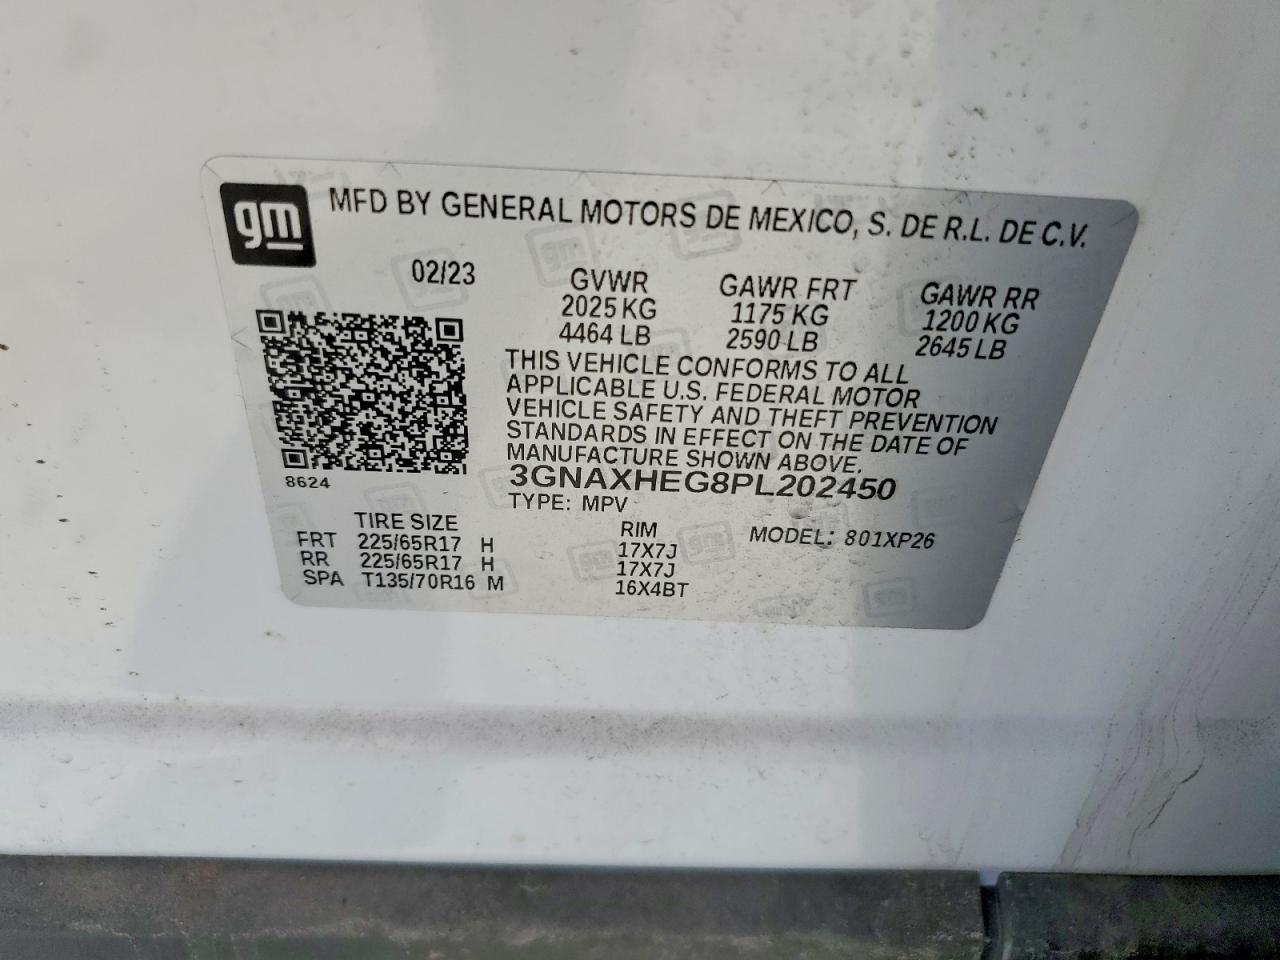 gm
MFD BY GENERAL MOTORS DE MEXICO, S. DE R.L. DE C.V.
02/23 GVWR GAWR FRT GAWR RR
2025 KG 1175 KG 1200 KG
4464 LB 2590 LB 2645 LB
THIS VEHICLE CONFORMS TO ALL
APPLICABLE U.S. FEDERAL MOTOR
VEHICLE SAFETY AND THEFT PREVENTION
STANDARDS IN EFFECT ON THE DATE OF
MANUFACTURE SHOWN ABOVE.
8624
3GNAXHEG8PL202450
TYPE: MPV
TIRE SIZE RIM MODEL: 801XP26
FRT 225/65R17 H 17X7J
RR 225/65R17 H 17X7J
SPA T135/70R16 M 16X4BT